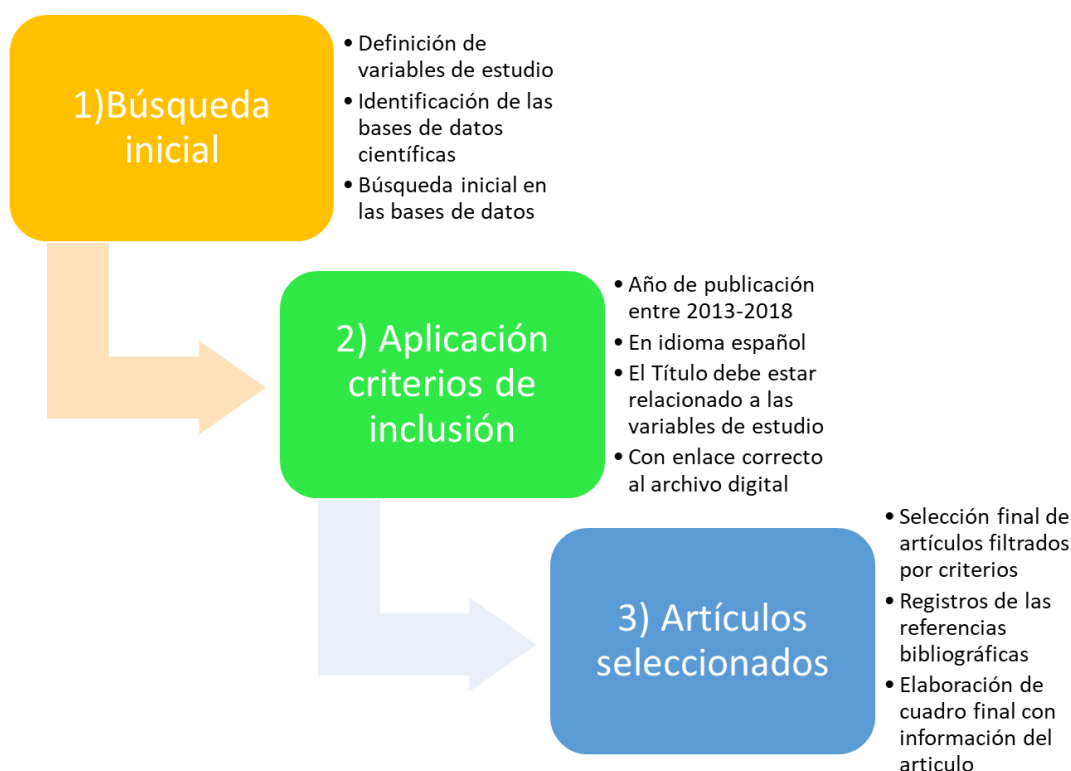 1)Búsqueda
inicial
• Definición de
variables de estudio
• Identificación de las
bases de datos
científicas
• Búsqueda inicial en
las bases de datos
2) Aplicación
criterios de
inclusión
• Año de publicación
entre 2013-2018
• En idioma español
• El Título debe estar
relacionado a las
variables de estudio
• Con enlace correcto
al archivo digital
3) Artículos
seleccionados
• Selección final de
artículos filtrados
por criterios
• Registros de las
referencias
bibliográficas
• Elaboración de
cuadro final con
información del
articulo